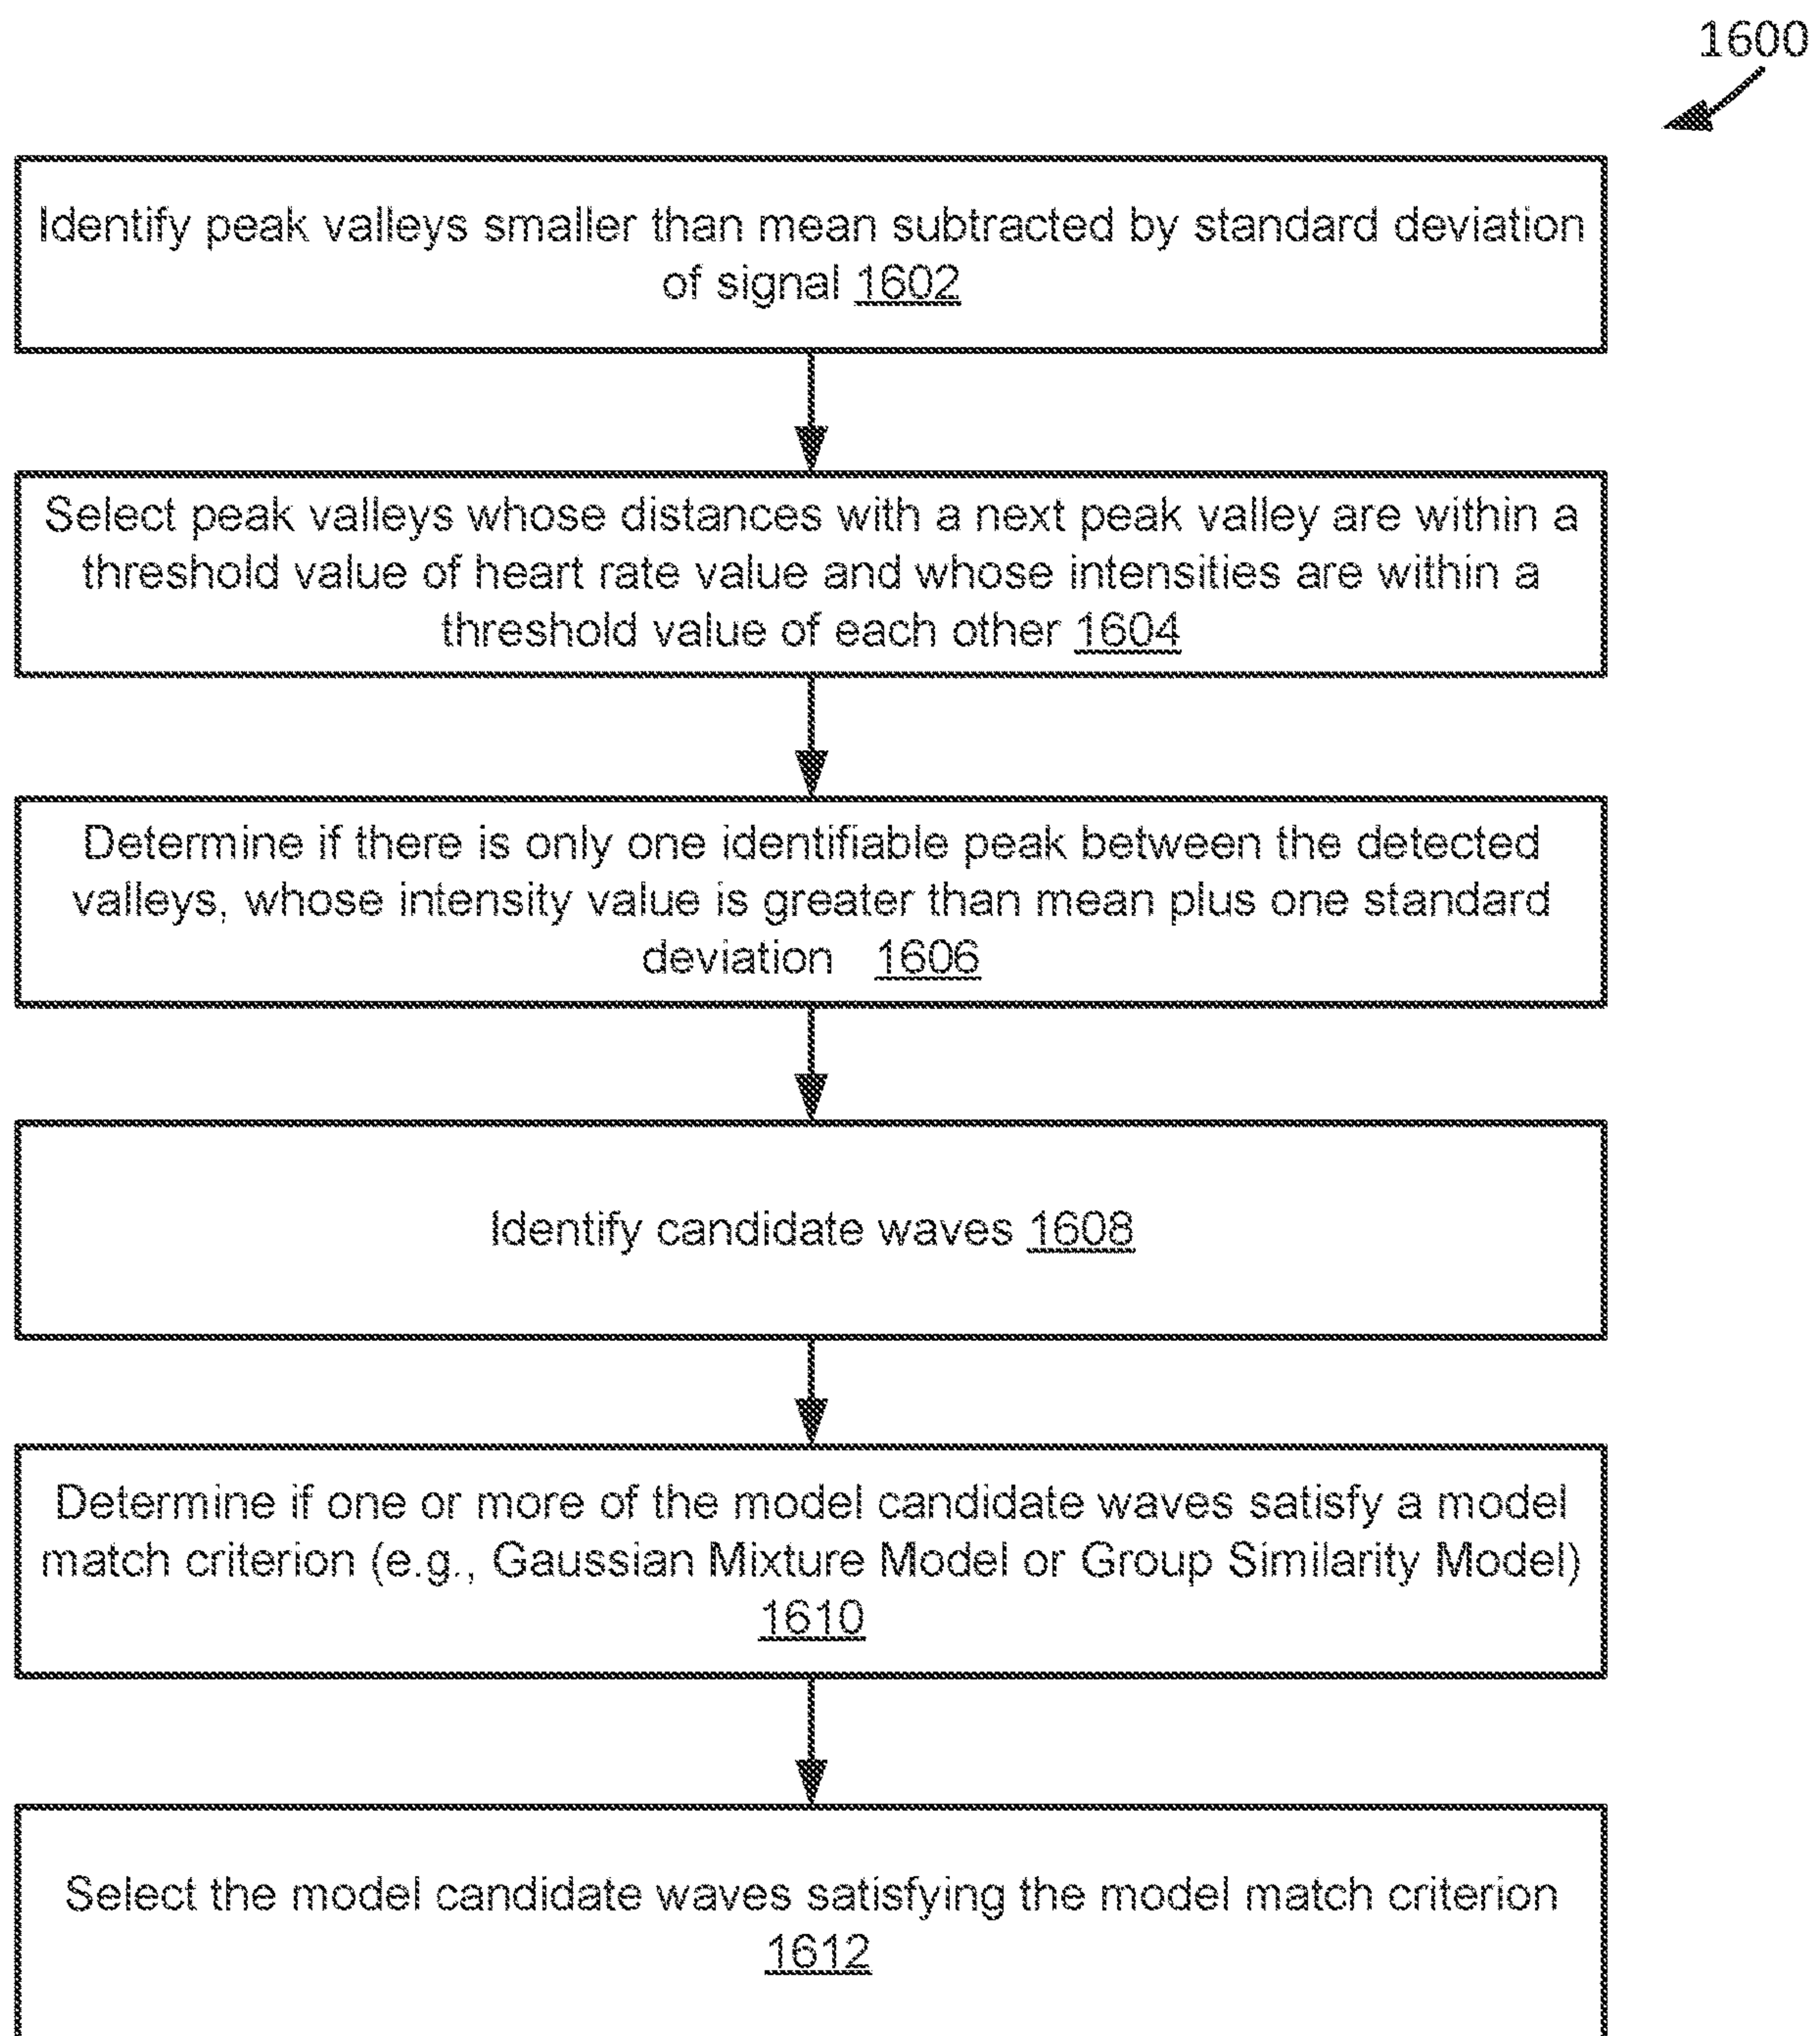 1600
Identify peak valleys smaller than mean subtracted by standard deviation
of signal 1602
Select peak valleys whose distances with a next peak valley are within a
threshold value of heart rate value and whose intensities are within a
threshold value of each other 1604
Determine if there is only one identifiable peak between the detected
valleys, whose intensity value is greater than mean plus one standard
deviation 1606
Identify candidate waves 1608
Determine if one or more of the model candidate waves satisfy a model
match criterion (e.g., Gaussian Mixture Model or Group Similarity Model)
1610
Select the model candidate waves satisfying the model match criterion
1612